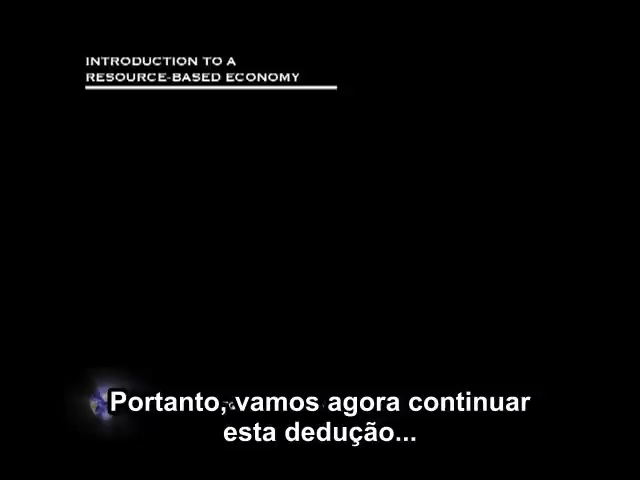 INTRODUCTION TO A
RESOURCE-BASED ECONOMY
Portanto, vamos agora continuar
esta dedução...